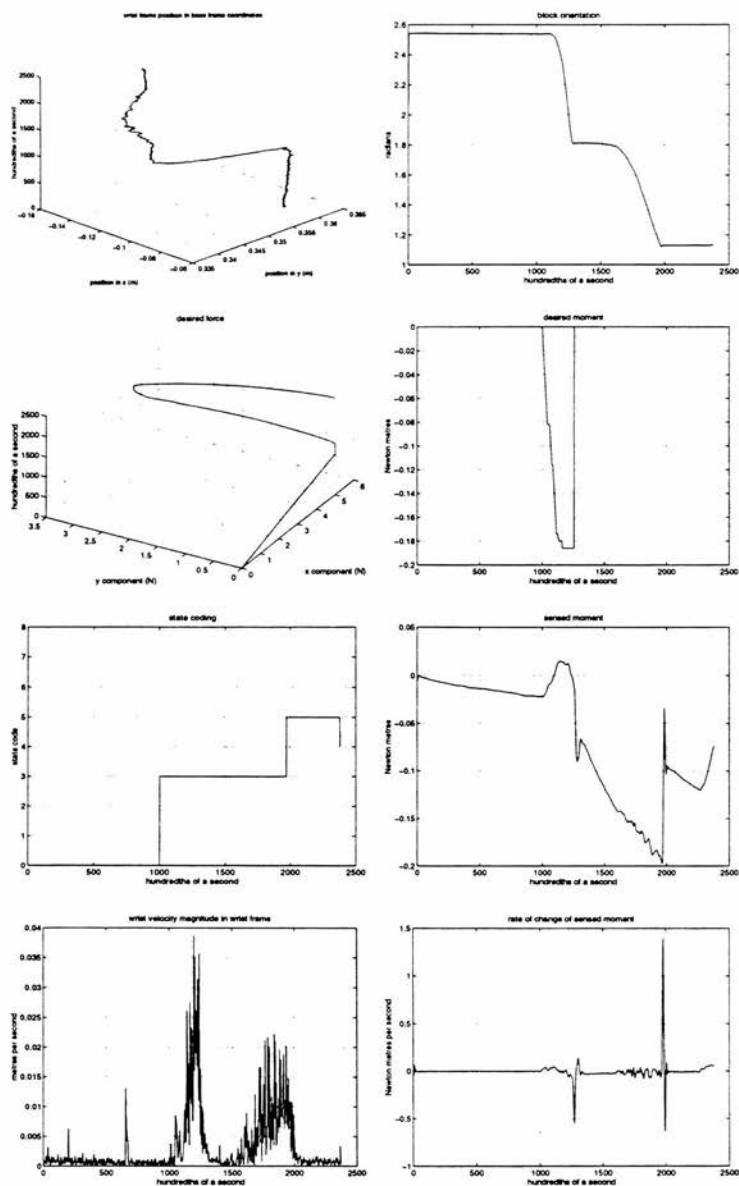 wrist frame position in base frame coordinates
hundredths of a second
2500
2000
1500
1000
500
0
-0.16
-0.14
-0.12
-0.1
-0.08
-0.06
position in x (m)
0.335
0.34
0.345
0.35
0.355
0.36
0.365
position in y (m)
block orientation
radians
2.6
2.4
2.2
2
1.8
1.6
1.4
1.2
1
0 500 1000 1500 2000 2500
hundredths of a second
desired force
hundredths of a second
2500
2000
1500
1000
500
0
3.5
3
2.5
2
1.5
1
0.5
0
y component (N)
0
1
2
3
4
5
6
x component (N)
desired moment
Newton metres
0
-0.02
-0.04
-0.06
-0.08
-0.1
-0.12
-0.14
-0.16
-0.18
-0.2
0 500 1000 1500 2000 2500
hundredths of a second
state coding
state code
8
7
6
5
4
3
2
1
0
0 500 1000 1500 2000 2500
hundredths of a second
sensed moment
Newton metres
0.05
0
-0.05
-0.1
-0.15
-0.2
0 500 1000 1500 2000 2500
hundredths of a second
wrist velocity magnitude in wrist frame
metres per second
0.04
0.035
0.03
0.025
0.02
0.015
0.01
0.005
0
0 500 1000 1500 2000 2500
hundredths of a second
rate of change of sensed moment
Newton metres per second
1.5
1
0.5
0
-0.5
-1
0 500 1000 1500 2000 2500
hundredths of a second